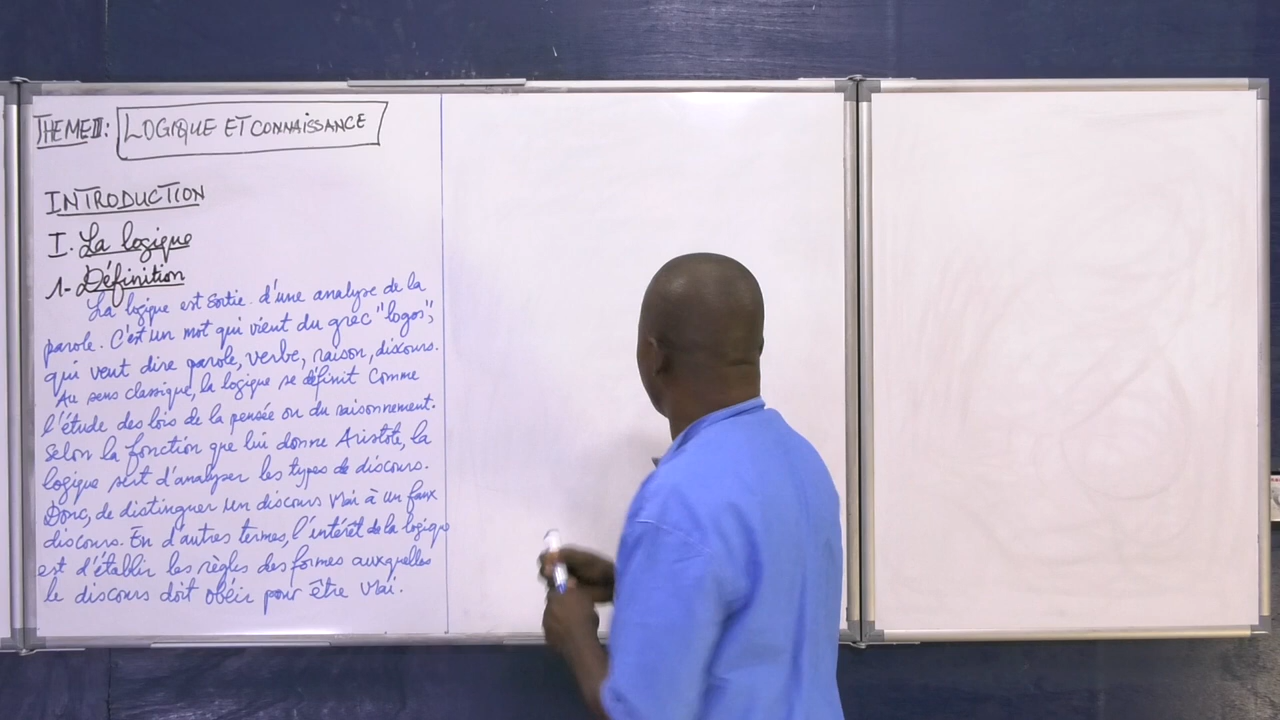 THEME II: LOGIQUE ET CONNAISSANCE
INTRODUCTION
I. La logique
1- Définition
La logique est sortie d'une analyse de la
parole. C'est un mot qui vient du grec "logos",
qui veut dire parole, verbe, raison, discours.
Au sens classique, la logique se définit comme
l'étude des lois de la pensée ou du raisonnement.
Selon la fonction que lui donne Aristote, la
logique sert d'analyser les types de discours.
Donc, de distinguer un discours vrai à un faux
discours. En d'autres termes, l'intérêt de la logique
est d'établir les règles des formes auxquelles
le discours doit obéir pour être vrai.